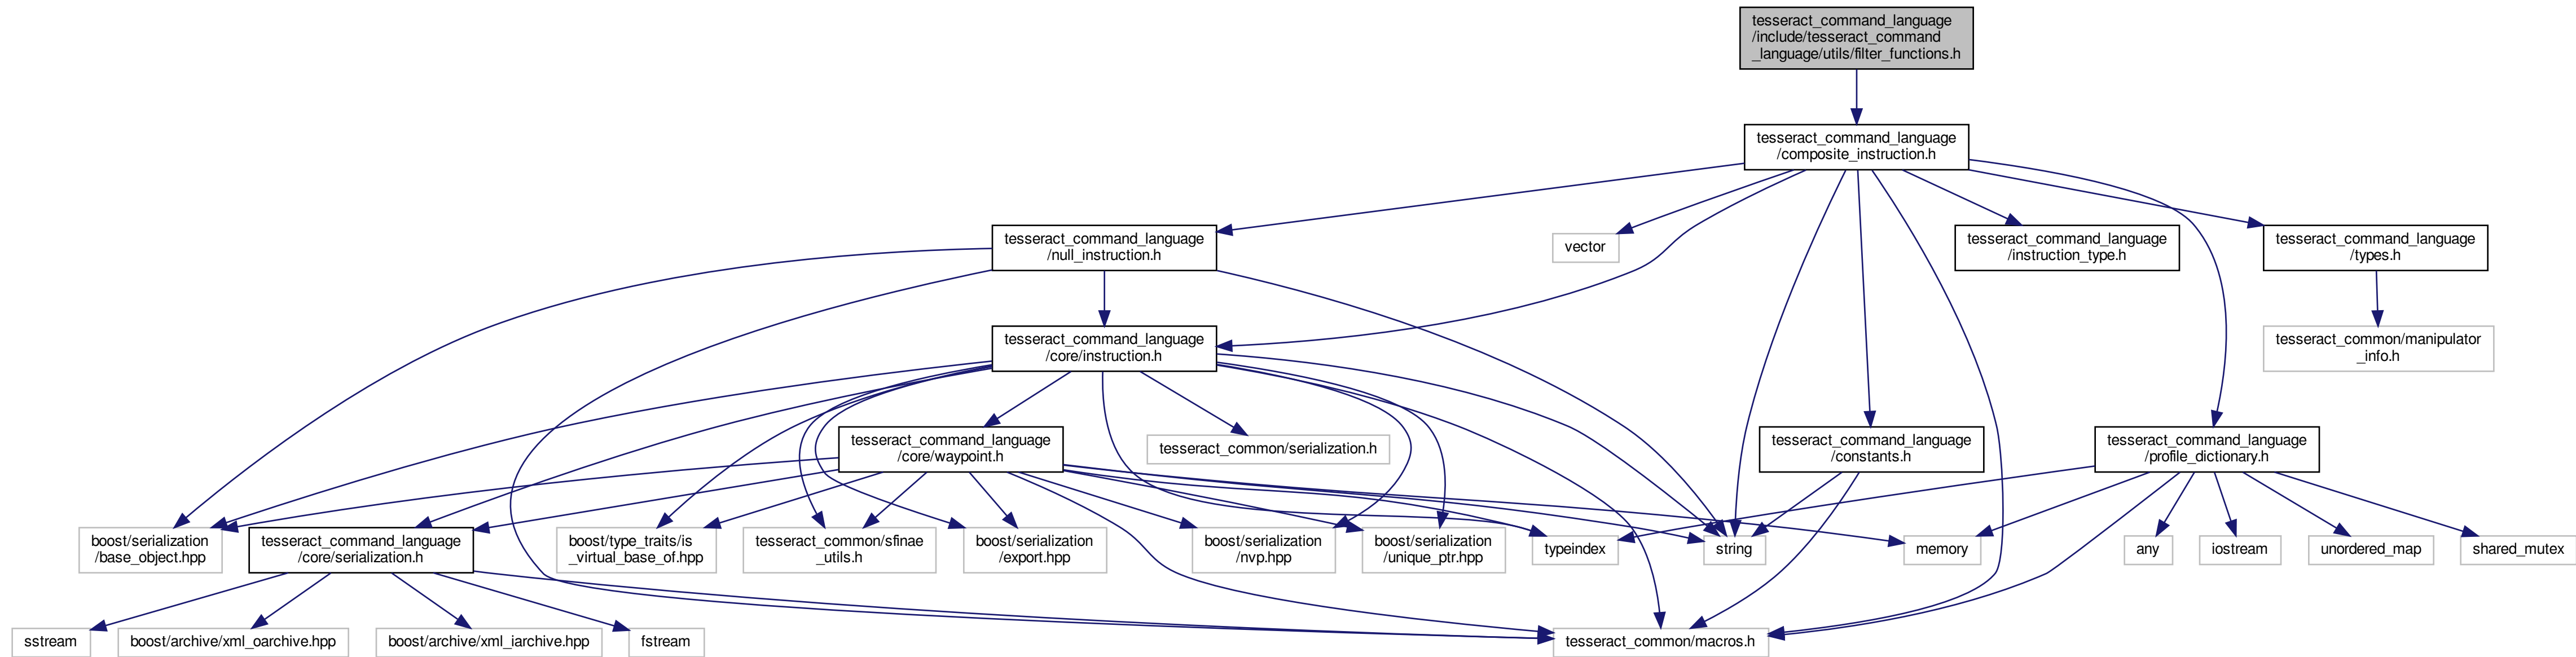 tesseract_command_language
/include/tesseract_command
_language/utils/filter_functions.h
tesseract_command_language
/composite_instruction.h
tesseract_command_language
/null_instruction.h
vector
tesseract_command_language
/instruction_type.h
tesseract_command_language
/types.h
tesseract_command_language
/core/instruction.h
tesseract_common/manipulator
_info.h
tesseract_command_language
/core/waypoint.h
tesseract_common/serialization.h
tesseract_command_language
/constants.h
tesseract_command_language
/profile_dictionary.h
boost/serialization
/base_object.hpp
tesseract_command_language
/core/serialization.h
boost/type_traits/is
_virtual_base_of.hpp
tesseract_common/sfinae
_utils.h
boost/serialization
/export.hpp
boost/serialization
/nvp.hpp
boost/serialization
/unique_ptr.hpp
typeindex
string
memory
any
iostream
unordered_map
shared_mutex
sstream
boost/archive/xml_oarchive.hpp
boost/archive/xml_iarchive.hpp
fstream
tesseract_common/macros.h